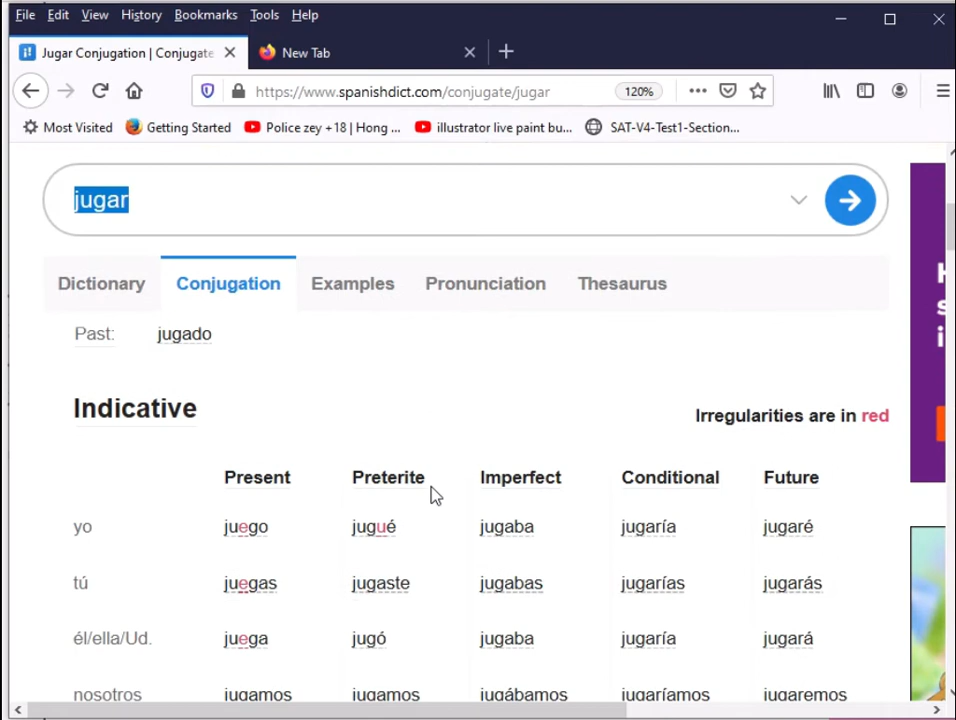 File Edit View History Bookmarks Tools Help
Jugar Conjugation | Conjugate
New Tab
https://www.spanishdict.com/conjugate/jugar 120%
Most Visited Getting Started Police zey +18 | Hong ... illustrator live paint bu... SAT-V4-Test1-Section...
jugar
Dictionary Conjugation Examples Pronunciation Thesaurus
Past: jugado
Indicative
Irregularities are in red
Present Preterite Imperfect Conditional Future
yo juego jugué jugaba jugaría jugaré
tú juegas jugaste jugabas jugarías jugarás
él/ella/Ud. juega jugó jugaba jugaría jugará
nosotros jugamos jugamos jugábamos jugaríamos jugaremos